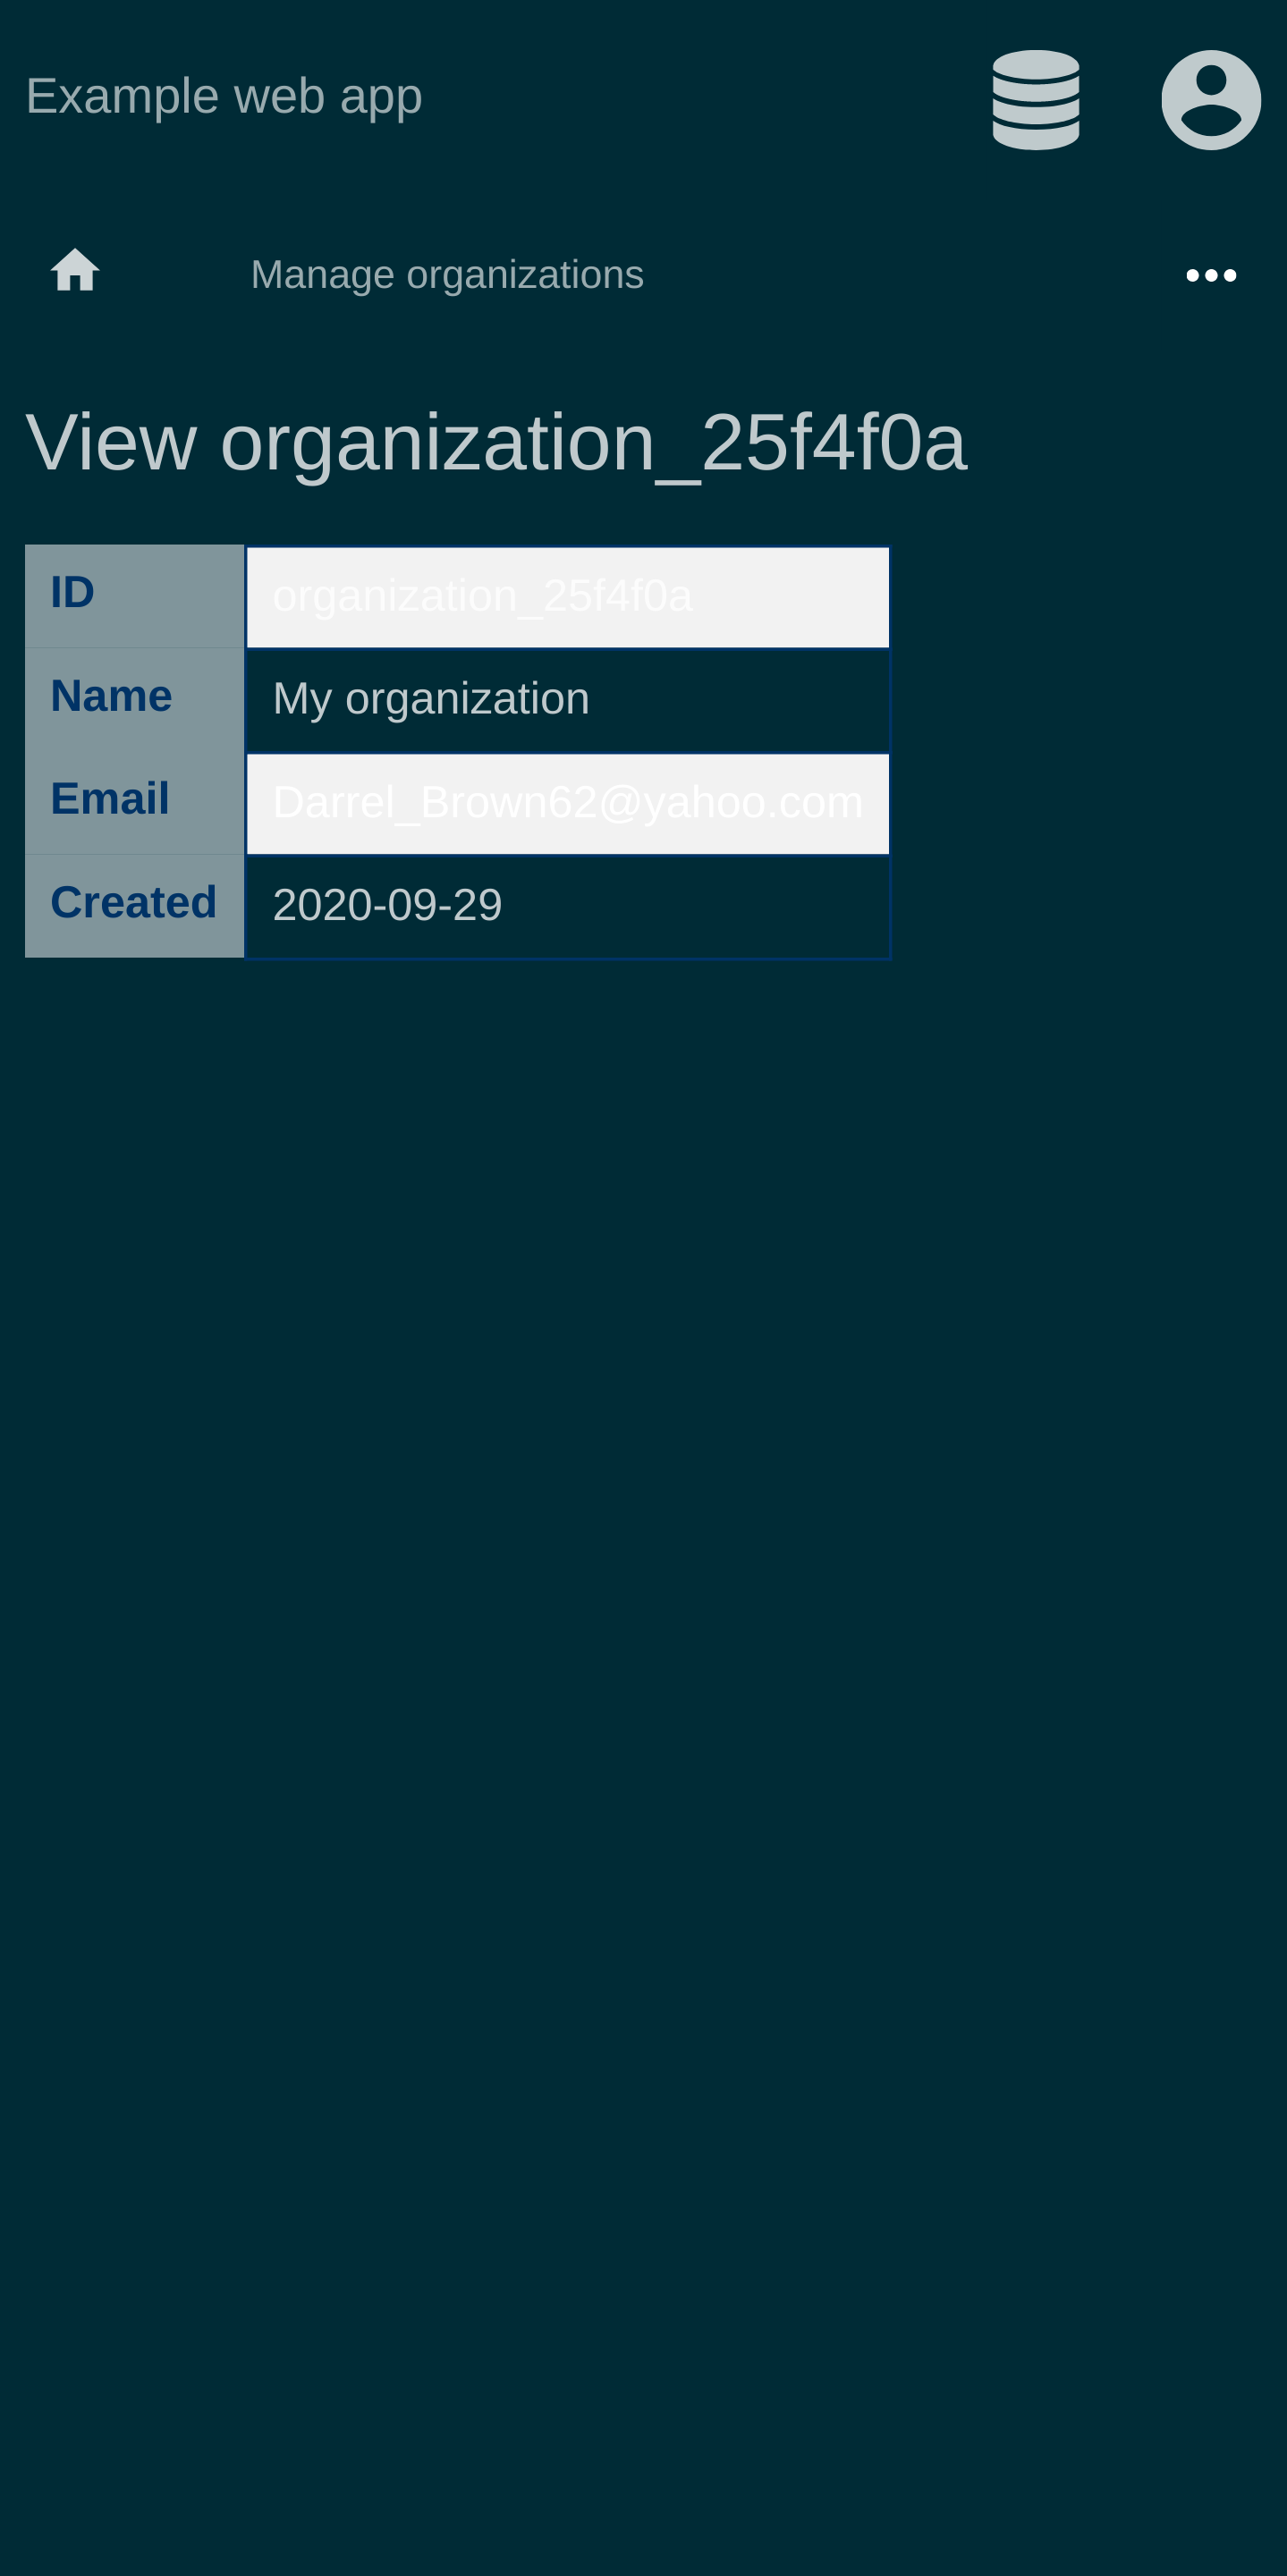 Example web app
Manage organizations
View organization_25f4f0a
ID organization_25f4f0a
Name My organization
Email Darrel_Brown62@yahoo.com
Created 2020-09-29